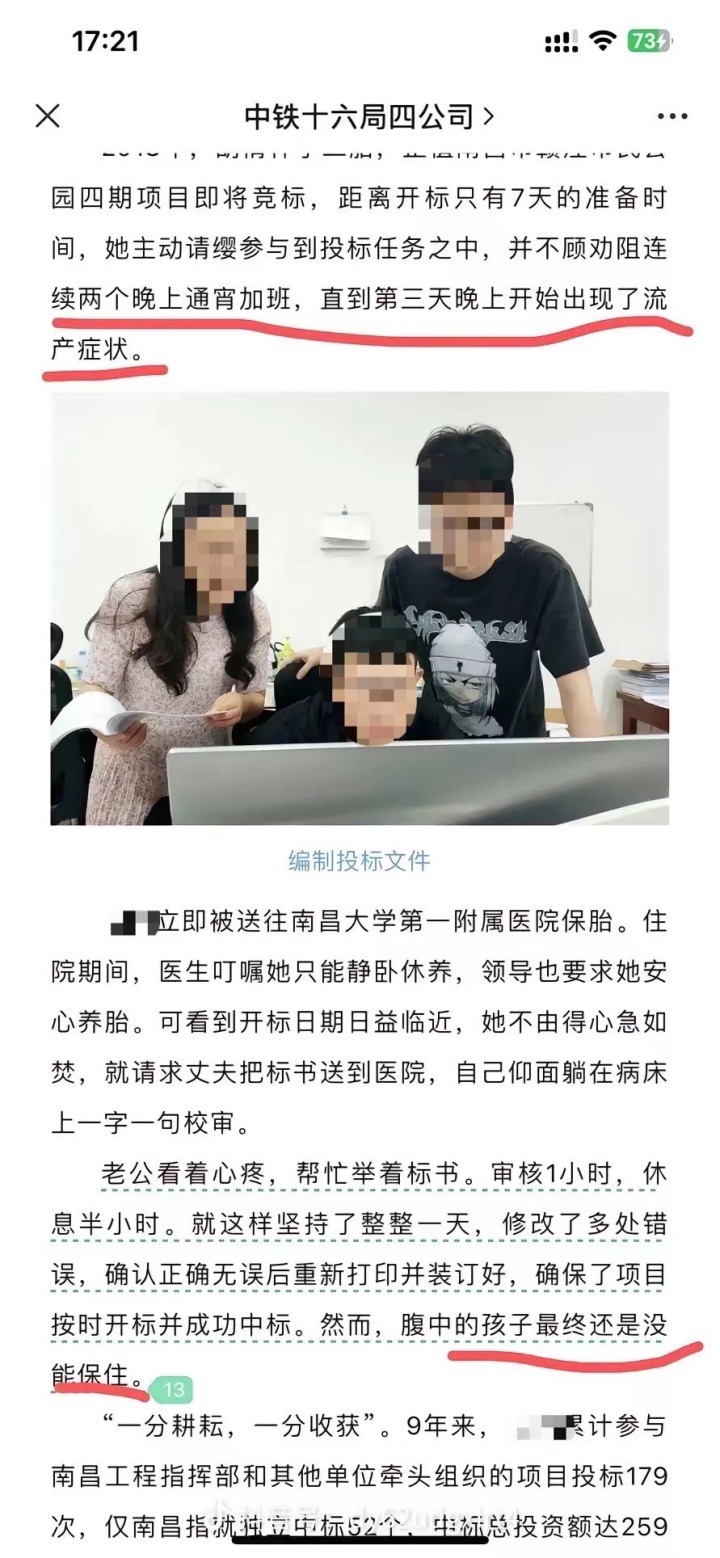 17:21
73
中铁十六局四公司
园四期项目即将竞标，距离开标只有7天的准备时
间，她主动请缨参与到投标任务之中，并不顾劝阻连
续两个晚上通宵加班，直到第三天晚上开始出现了流
产症状。
编制投标文件
立即被送往南昌大学第一附属医院保胎。住
院期间，医生叮嘱她只能静卧休养，领导也要求她安
心养胎。可看到开标日期日益临近，她不由得心急如
焚，就请求丈夫把标书送到医院，自己仰面躺在病床
上一字一句校审。
老公看着心疼，帮忙举着标书。审核1小时，休
息半小时。就这样坚持了整整一天，修改了多处错
误，确认正确无误后重新打印并装订好，确保了项目
按时开标并成功中标。然而，腹中的孩子最终还是没
能保住。
13
“一分耕耘，一分收获”。9年来，累计参与
南昌工程指挥部和其他单位牵头组织的项目投标179
次，仅南昌指就独立中标52个，中标总投资额达259